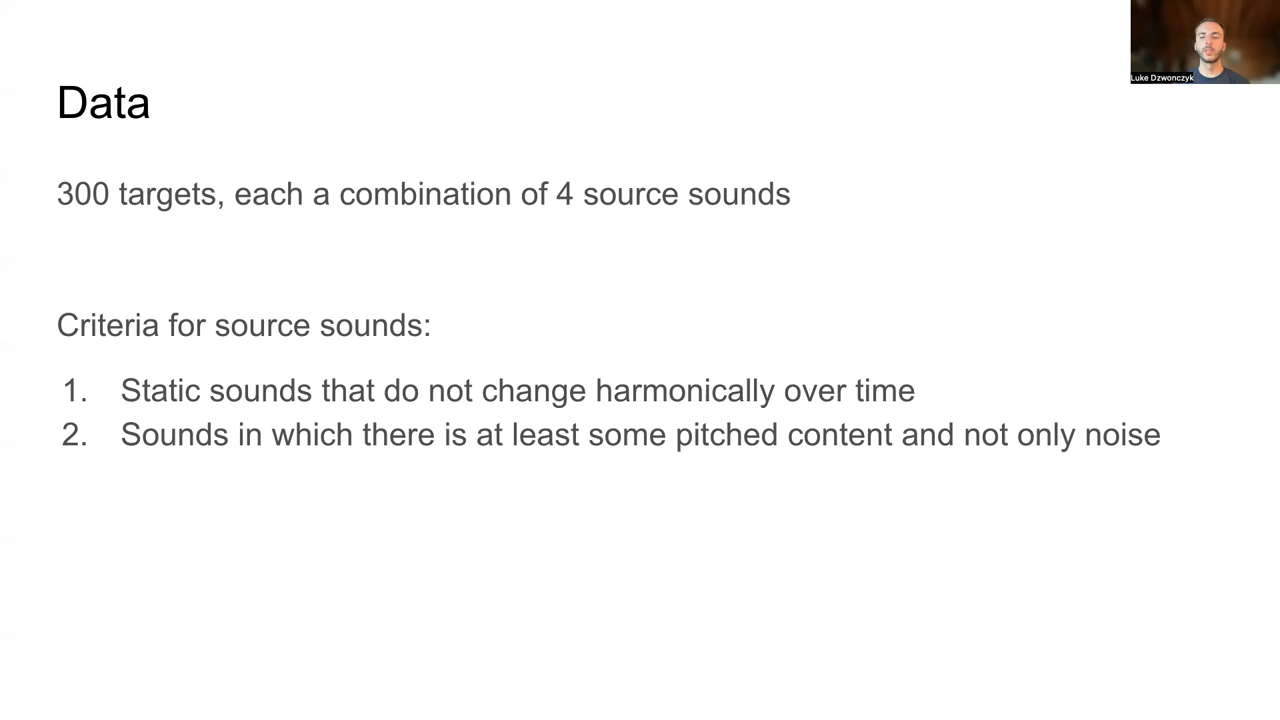 Luke Dzwonczyk
Data
300 targets, each a combination of 4 source sounds
Criteria for source sounds:
1. Static sounds that do not change harmonically over time
2. Sounds in which there is at least some pitched content and not only noise